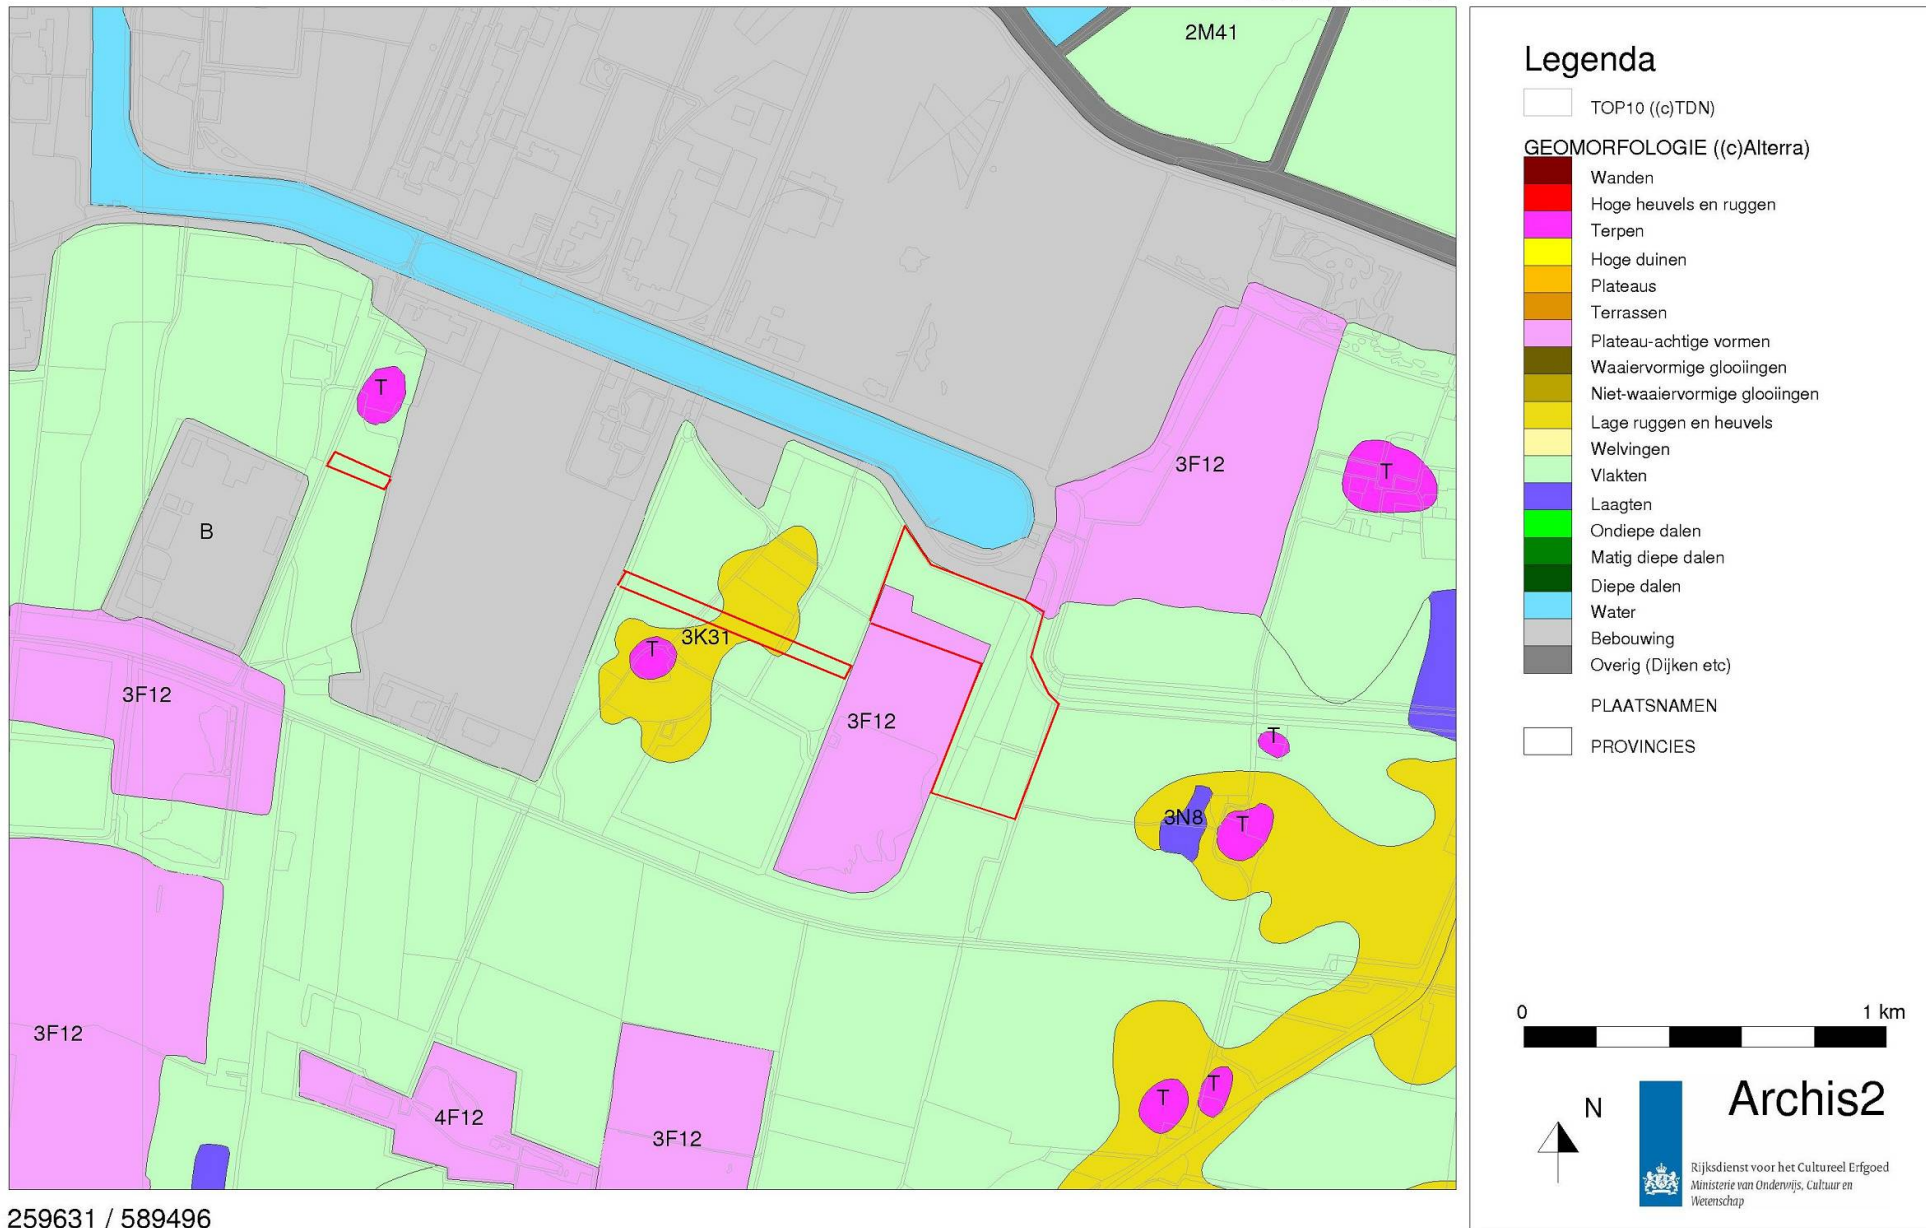 2M41
T
3F12
T
B
3K31
T
3F12
3F12
T
3N8
T
3F12
4F12
3F12
T
T
259631 / 589496
Legenda
TOP10 ((c)TDN)
GEOMORFOLOGIE ((c)Alterra)
Wanden
Hoge heuvels en ruggen
Terpen
Hoge duinen
Plateaus
Terrassen
Plateau-achtige vormen
Waaiervormige glooiingen
Niet-waaiervormige glooiingen
Lage ruggen en heuvels
Welvingen
Vlakten
Laagten
Ondiepe dalen
Matig diepe dalen
Diepe dalen
Water
Bebouwing
Overig (Dijken etc)
PLAATSNAMEN
PROVINCIES
0 1 km
N
Archis2
Rijksdienst voor het Cultureel Erfgoed
Ministerie van Onderwijs, Cultuur en
Wetenschap